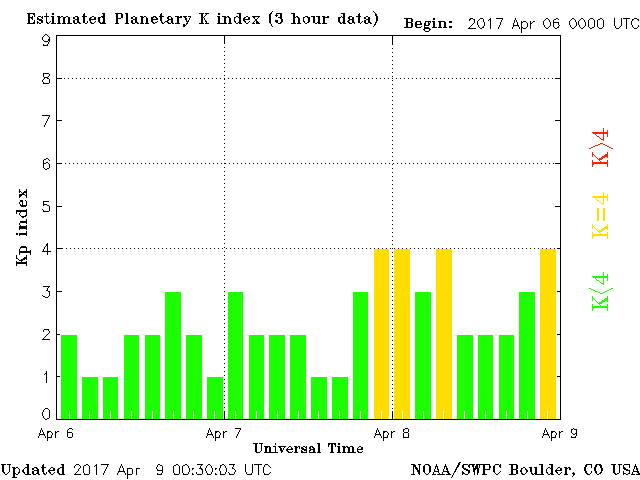 Estimated Planetary K index (3 hour data) Begin: 2017 Apr 06 0000 UTC
9
8
7
6
5
4
3
2
1
0
Kp index
K>4
K=4
K<4
Apr 6 Apr 7 Apr 8 Apr 9
Universal Time
Updated 2017 Apr 9 00:30:03 UTC NOAA/SWPC Boulder, CO USA